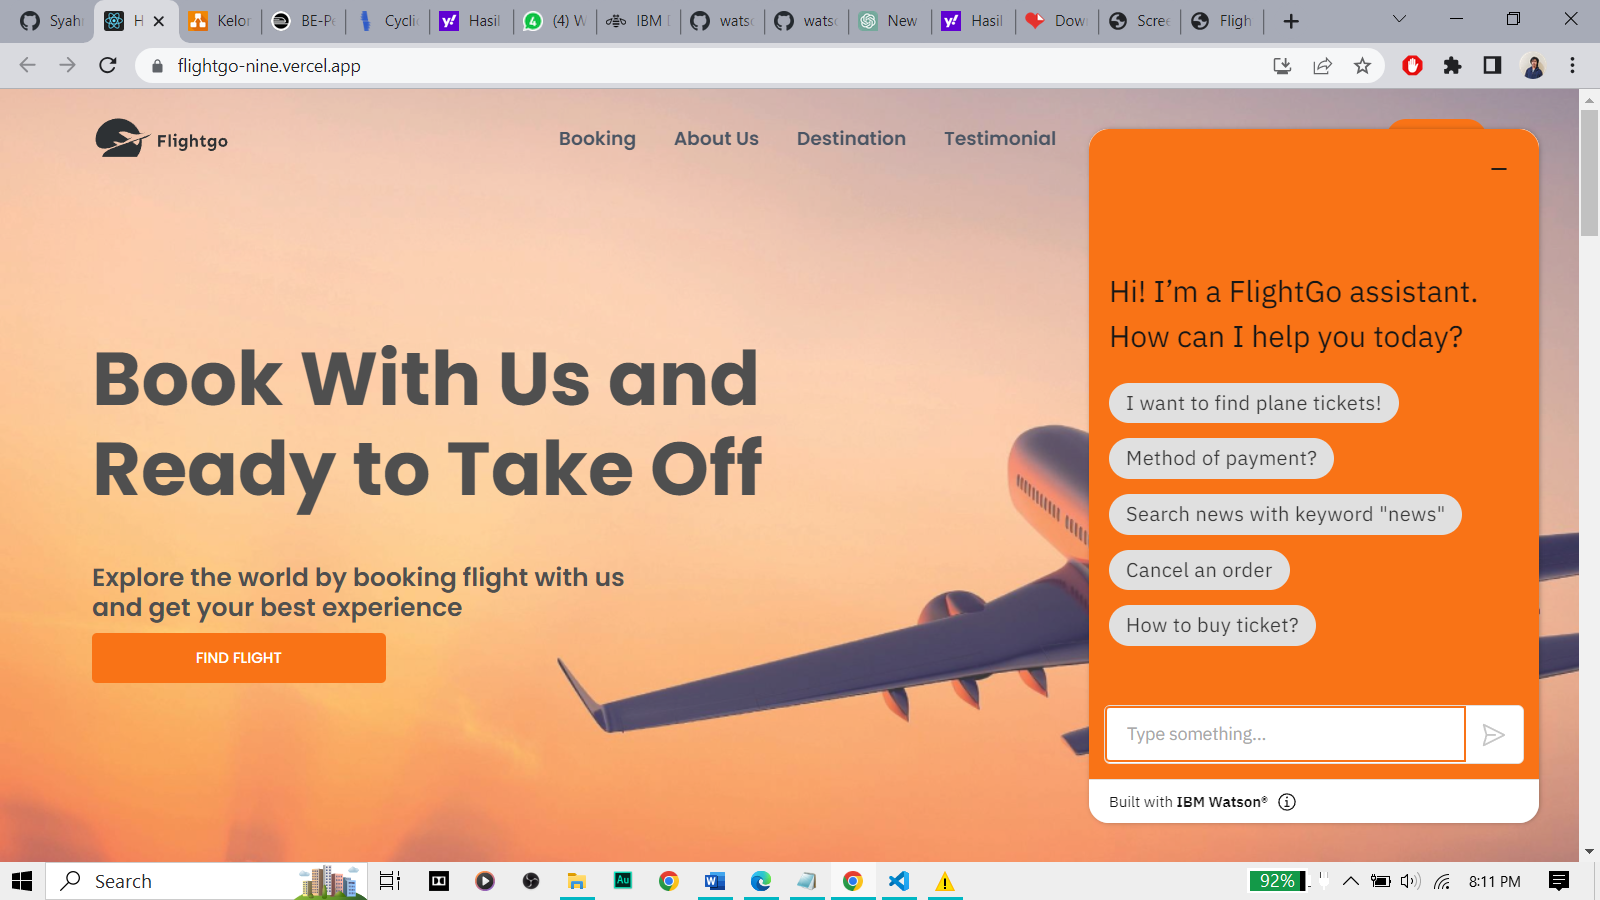 Syah
H
Kelor
BE-Pe
Cyclic
Hasil
(4) W
IBM
wats
wats
New
Hasil
Dow
Scree
Fligh
flightgo-nine.vercel.app
Flightgo
Booking
About Us
Destination
Testimonial
Book With Us and
Ready to Take Off
Explore the world by booking flight with us
and get your best experience
FIND FLIGHT
Hi! I’m a FlightGo assistant.
How can I help you today?
I want to find plane tickets!
Method of payment?
Search news with keyword "news"
Cancel an order
How to buy ticket?
Type something...
Built with IBM Watson®
Search
92%
8:11 PM